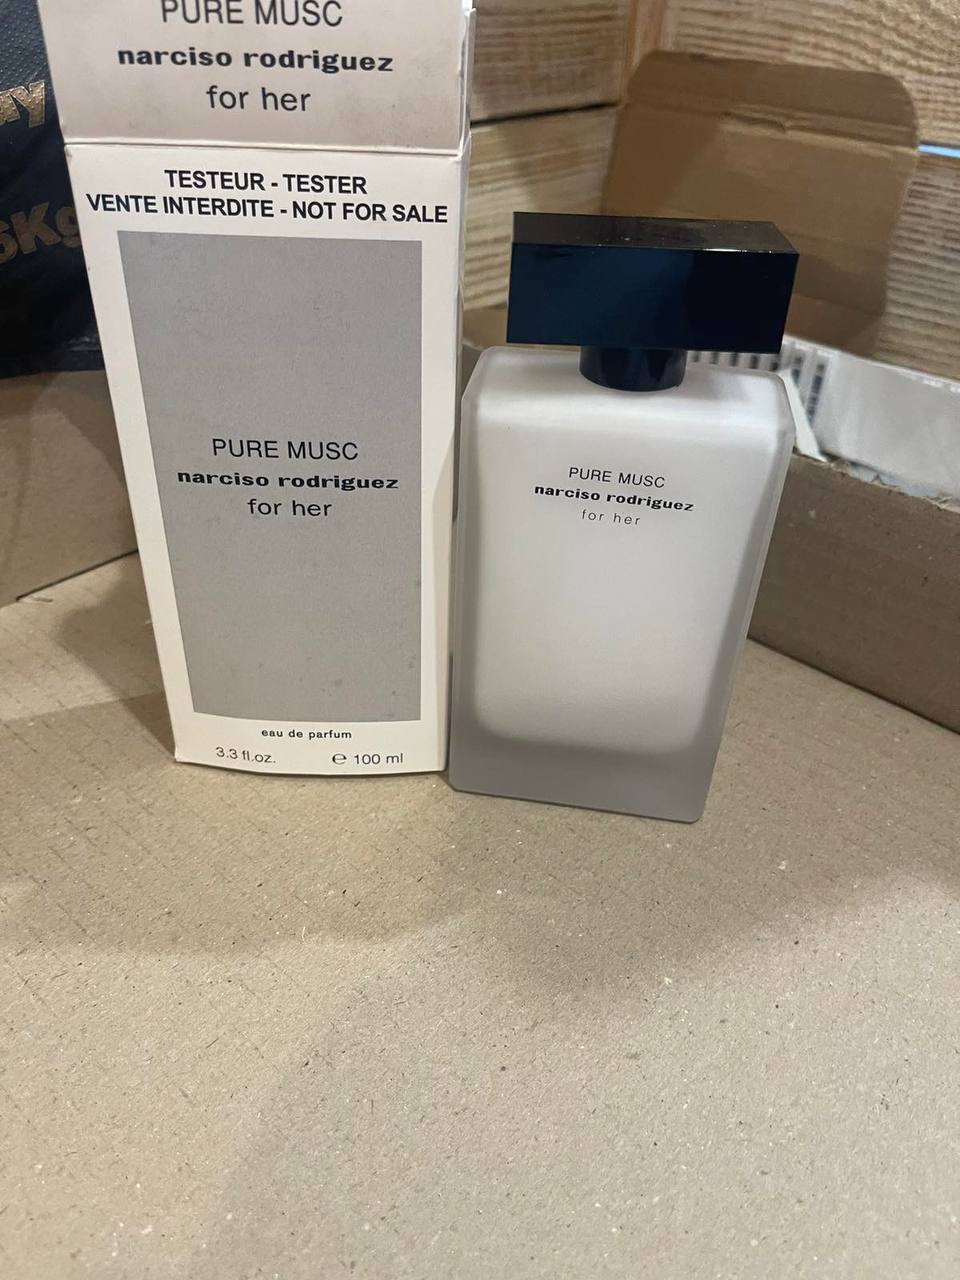 PURE MUSC
narciso rodriguez
for her
TESTEUR - TESTER
VENTE INTERDITE - NOT FOR SALE
PURE MUSC
narciso rodriguez
for her
eau de parfum
3.3 fl.oz. ℮ 100 ml
PURE MUSC
narciso rodriguez
for her